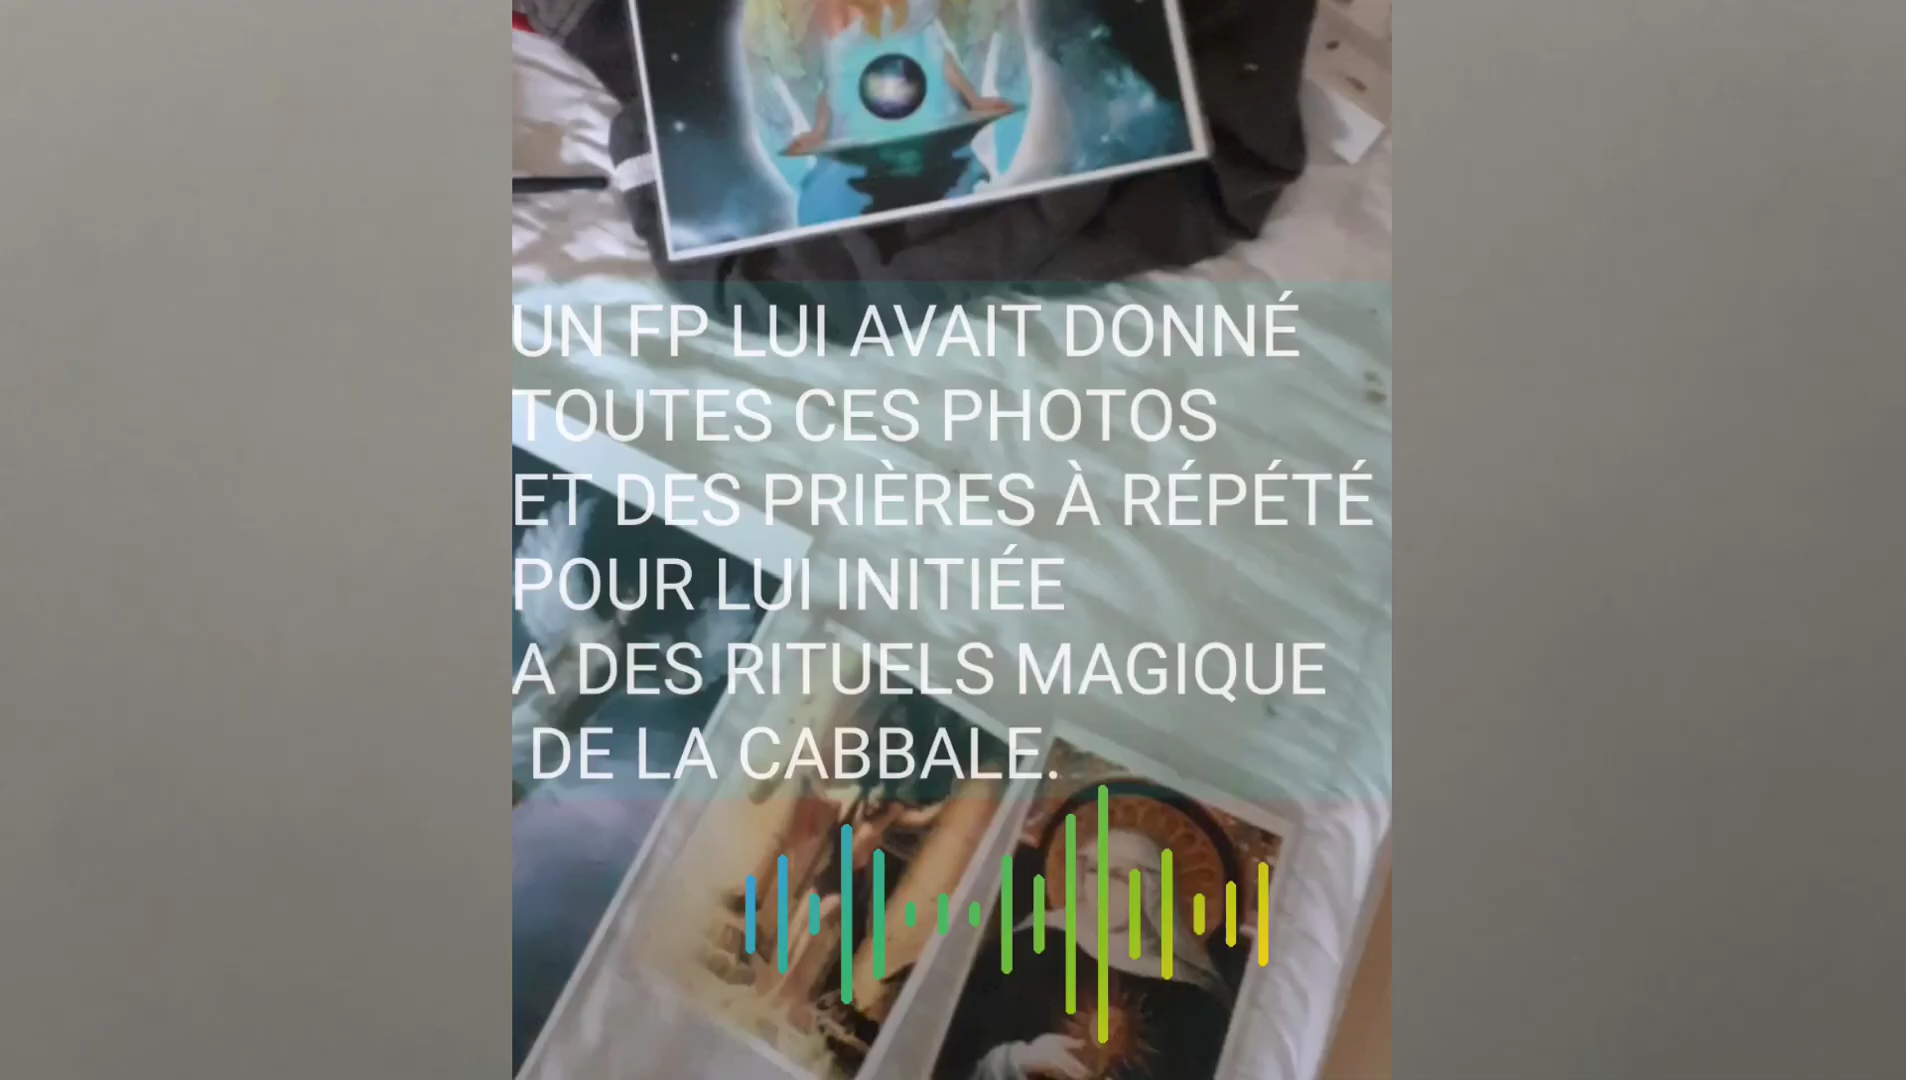 UN FP LUI AVAIT DONNÉ
TOUTES CES PHOTOS
ET DES PRIÈRES À RÉPÉTÉ
POUR LUI INITIÉE
A DES RITUELS MAGIQUE
DE LA CABBALE.